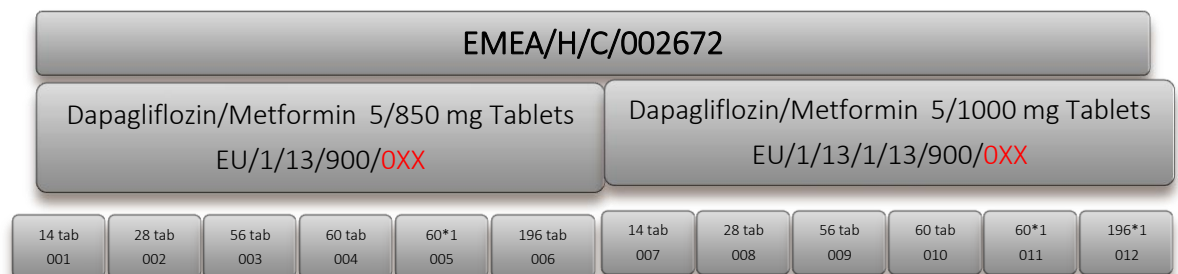 EMEA/H/C/002672
Dapagliflozin/Metformin 5/850 mg Tablets
EU/1/13/900/0XX
Dapagliflozin/Metformin 5/1000 mg Tablets
EU/1/13/1/13/900/0XX
14 tab
001
28 tab
002
56 tab
003
60 tab
004
60*1
005
196 tab
006
14 tab
007
28 tab
008
56 tab
009
60 tab
010
60*1
011
196*1
012